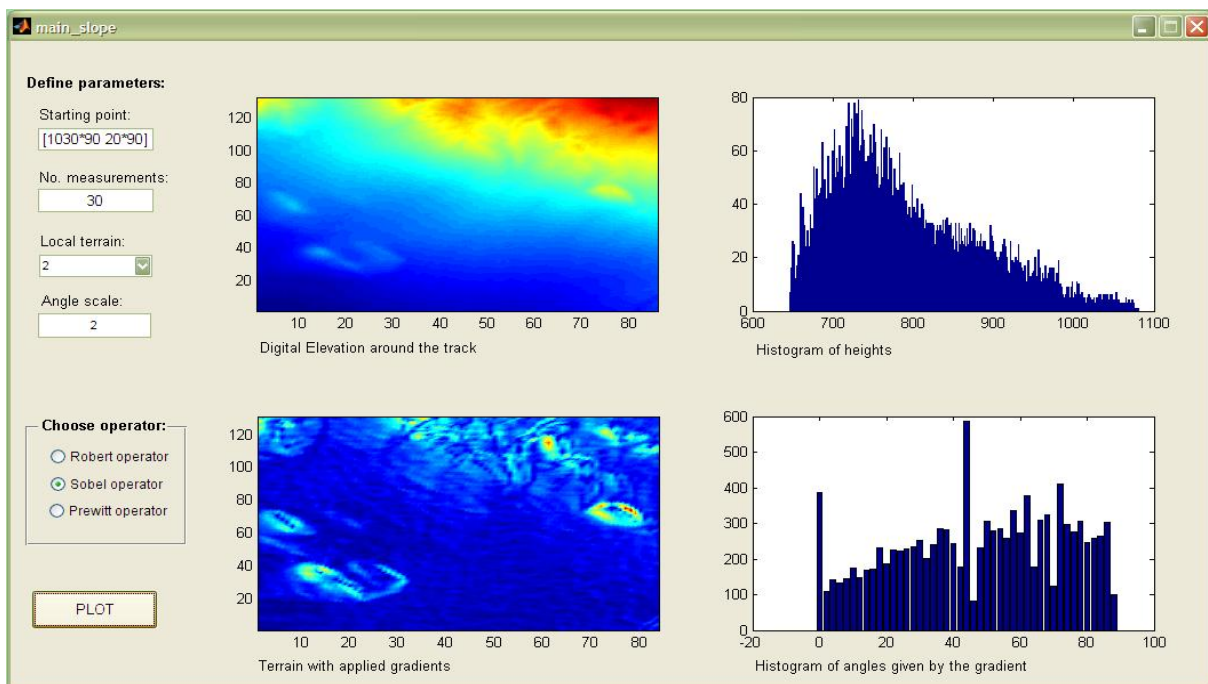 main_slope
Define parameters:
Starting point:
[1030*90 20*90]
No. measurements:
30
Local terrain:
2
Angle scale:
2
120
100
80
60
40
20
10 20 30 40 50 60 70 80
Digital Elevation around the track
80
60
40
20
0
600 700 800 900 1000 1100
Histogram of heights
Choose operator:
Robert operator
Sobel operator
Prewitt operator
PLOT
120
100
80
60
40
20
10 20 30 40 50 60 70 80
Terrain with applied gradients
600
500
400
300
200
100
0
-20 0 20 40 60 80 100
Histogram of angles given by the gradient